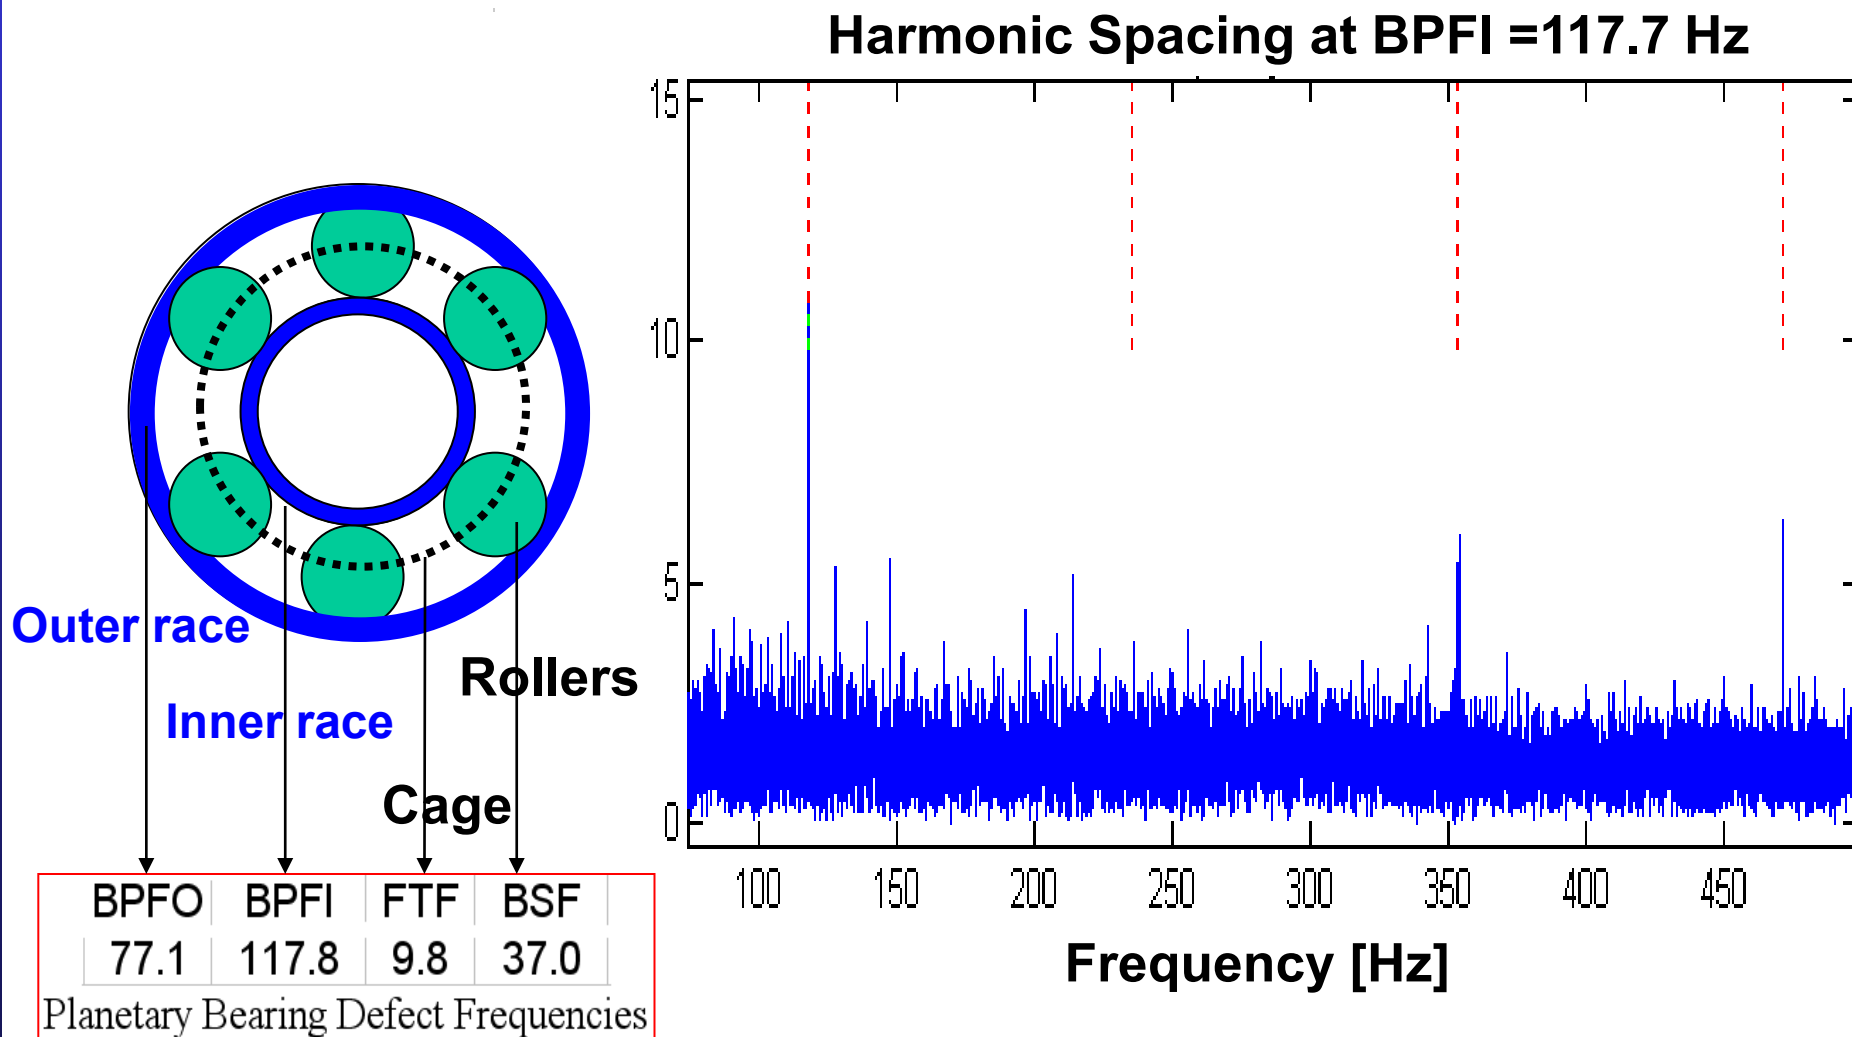 Harmonic Spacing at BPFI =117.7 Hz
15
10
5
0
100 150 200 250 300 350 400 450
Frequency [Hz]
Outer race
Inner race
Rollers
Cage
BPFO BPFI FTF BSF
77.1 117.8 9.8 37.0
Planetary Bearing Defect Frequencies